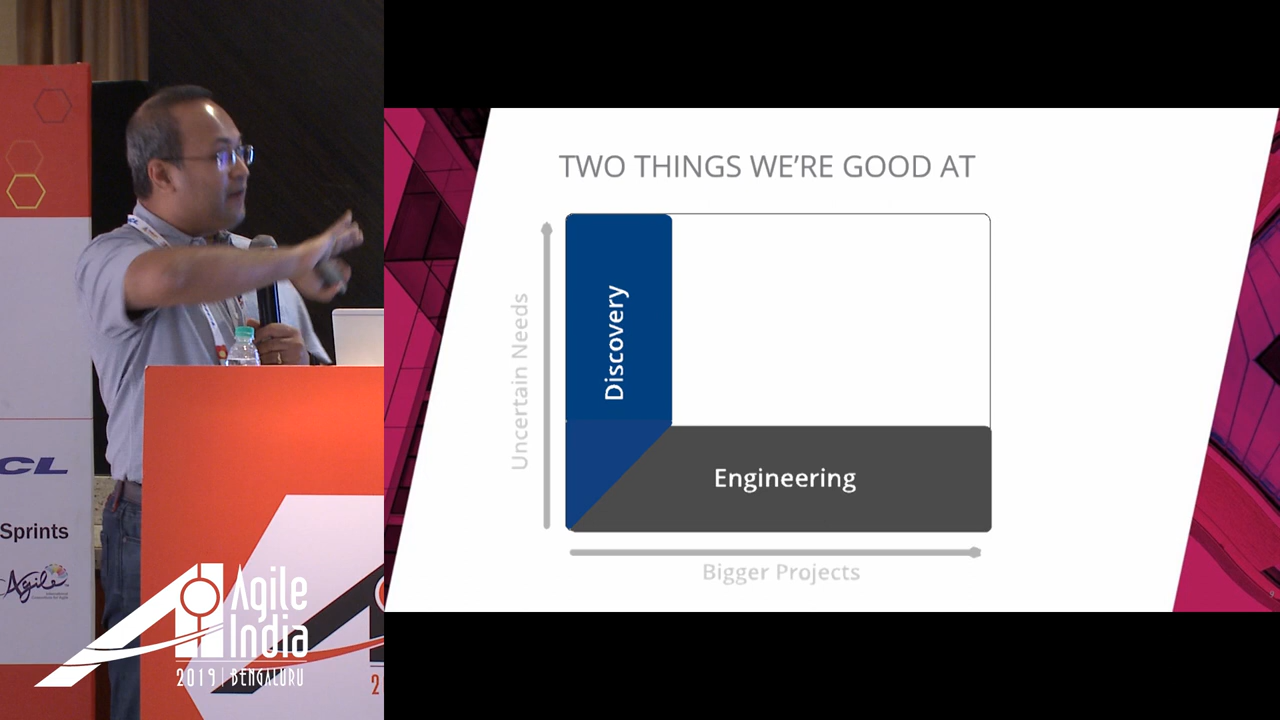 CL
Sprints
Agile
Agile
India
2019 | BENGALURU
2
TWO THINGS WE'RE GOOD AT
Uncertain Needs
Discovery
Engineering
Bigger Projects